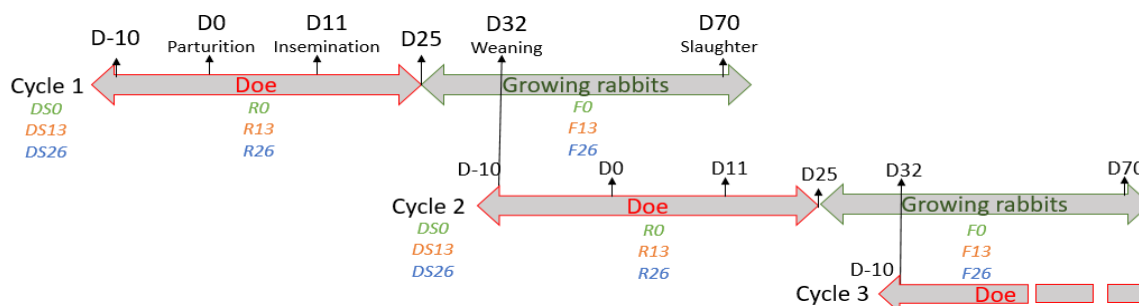 D-10 D0 D11 D25 D32 D70
Parturition Insemination Weaning Slaughter
Cycle 1 Doe Growing rabbits
DS0 R0 F0
DS13 R13 F13
DS26 R26 F26
D-10 D0 D11 D25 D32 D70
Cycle 2 Doe Growing rabbits
DS0 R0 F0
DS13 R13 F13
DS26 R26 F26
D-10
Cycle 3 Doe